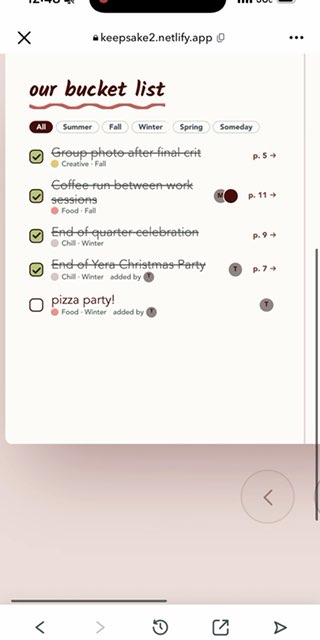 keepsake2.netlify.app
our bucket list
All Summer Fall Winter Spring Someday
Group photo after final crit p. 5 →
Creative · Fall
Coffee run between work
sessions M p. 11 →
Food · Fall
End of quarter celebration p. 9 →
Chill · Winter
End of Yera Christmas Party T p. 7 →
Chill · Winter added by T
pizza party! T
Food · Winter added by T